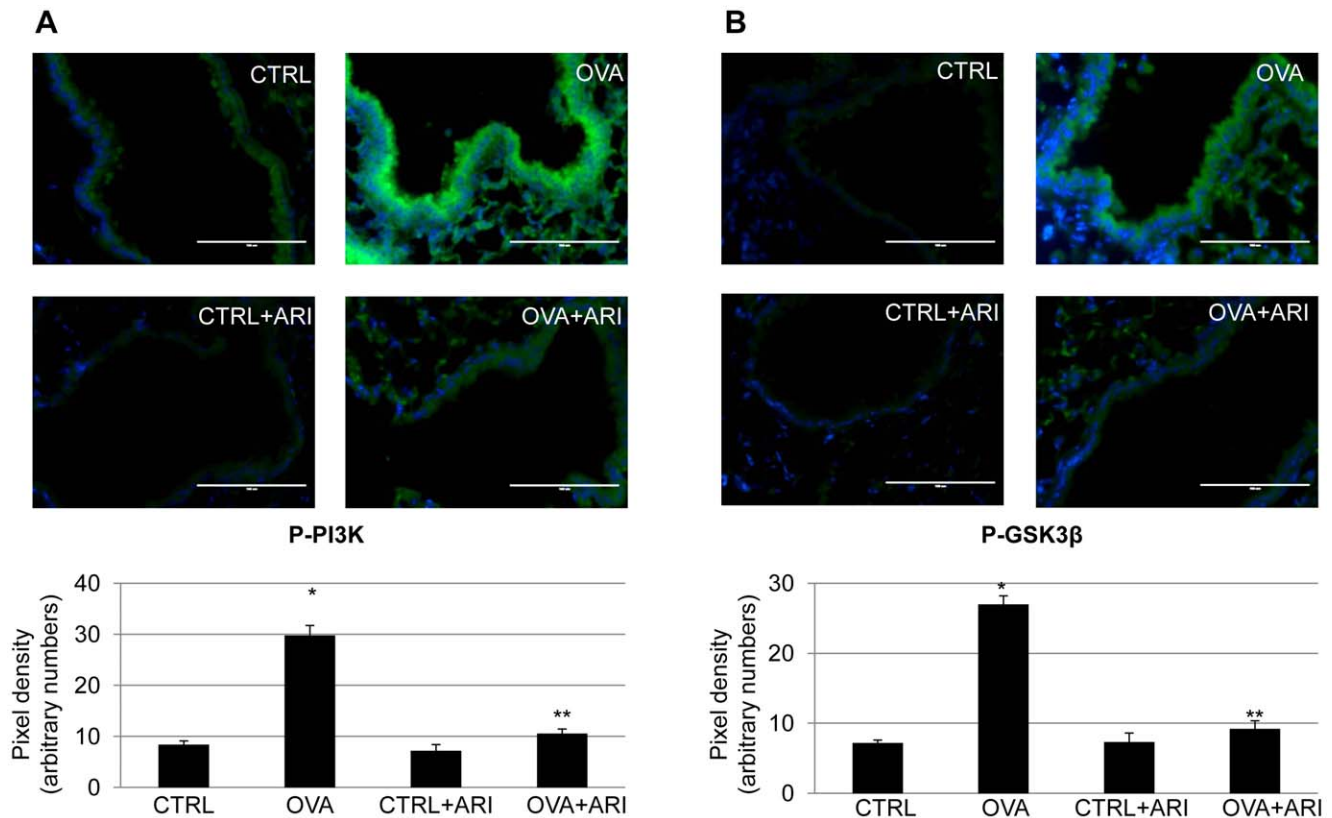 A
B
CTRL
OVA
CTRL
OVA
CTRL+ARI
OVA+ARI
CTRL+ARI
OVA+ARI
P-PI3K
P-GSK3β
Pixel density
(arbitrary numbers)
40
30
20
10
0
*
**
CTRL
OVA
CTRL+ARI
OVA+ARI
Pixel density
(arbitrary numbers)
30
20
10
0
*
**
CTRL
OVA
CTRL+ARI
OVA+ARI